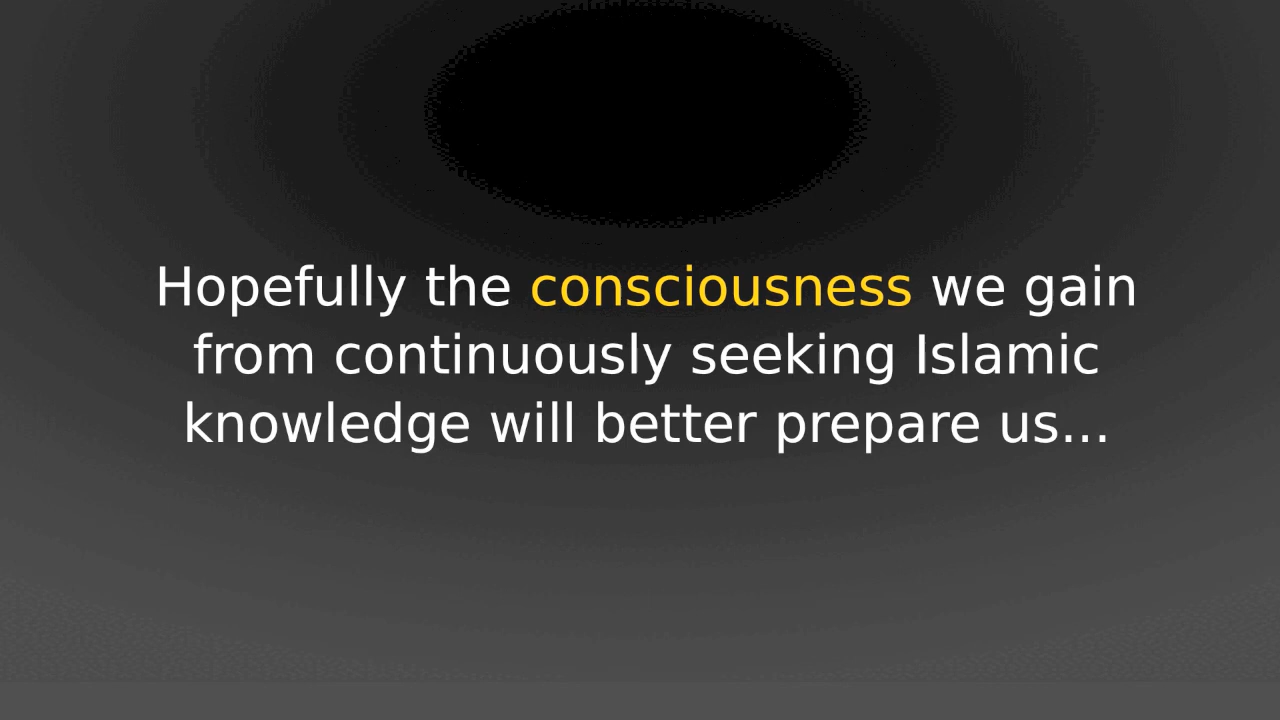 Hopefully the consciousness we gain
from continuously seeking Islamic
knowledge will better prepare us...